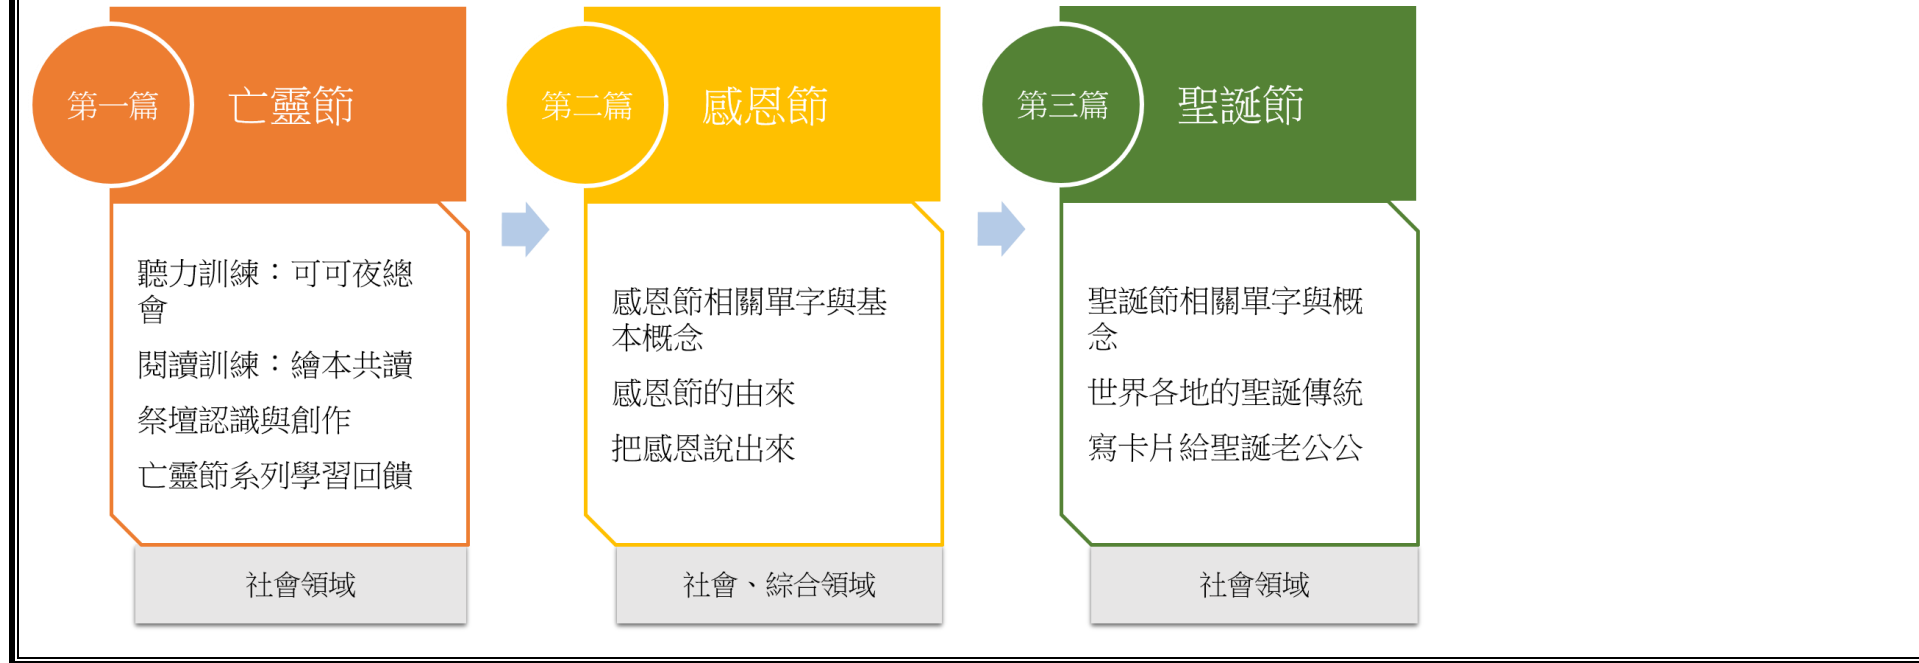 第一篇
亡靈節
聽力訓練：可可夜總
會
閱讀訓練：繪本共讀
祭壇認識與創作
亡靈節系列學習回饋
社會領域
第二篇
感恩節
感恩節相關單字與基
本概念
感恩節的由來
把感恩說出來
社會、綜合領域
第三篇
聖誕節
聖誕節相關單字與概
念
世界各地的聖誕傳統
寫卡片給聖誕老公公
社會領域